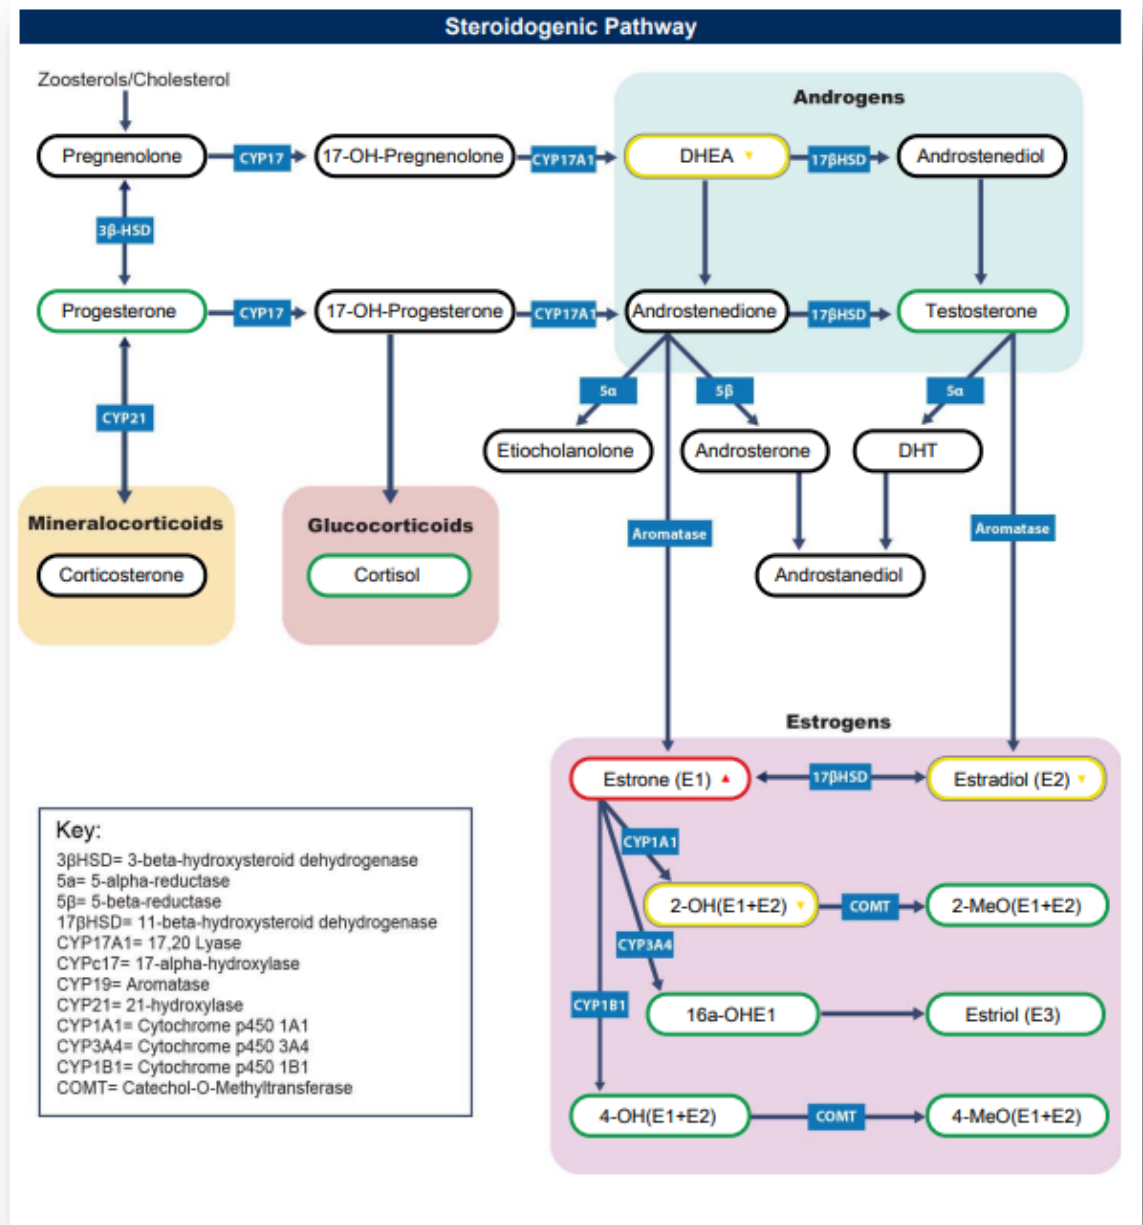 Steroidogenic Pathway
Zoosterols/Cholesterol
Androgens
Pregnenolone
CYP17
17-OH-Pregnenolone
CYP17A1
DHEA ▼
17βHSD
Androstenediol
3β-HSD
Progesterone
CYP17
17-OH-Progesterone
CYP17A1
Androstenedione
17βHSD
Testosterone
5α
5β
5α
CYP21
Etiocholanolone
Androsterone
DHT
Mineralocorticoids
Glucocorticoids
Aromatase
Aromatase
Corticosterone
Cortisol
Androstanediol
Estrogens
Estrone (E1) ▲
17βHSD
Estradiol (E2) ▼
CYP1A1
2-OH(E1+E2) ▼
COMT
2-MeO(E1+E2)
CYP3A4
CYP1B1
16a-OHE1
Estriol (E3)
4-OH(E1+E2)
COMT
4-MeO(E1+E2)
Key:
3βHSD= 3-beta-hydroxysteroid dehydrogenase
5a= 5-alpha-reductase
5β= 5-beta-reductase
17βHSD= 11-beta-hydroxysteroid dehydrogenase
CYP17A1= 17,20 Lyase
CYPc17= 17-alpha-hydroxylase
CYP19= Aromatase
CYP21= 21-hydroxylase
CYP1A1= Cytochrome p450 1A1
CYP3A4= Cytochrome p450 3A4
CYP1B1= Cytochrome p450 1B1
COMT= Catechol-O-Methyltransferase